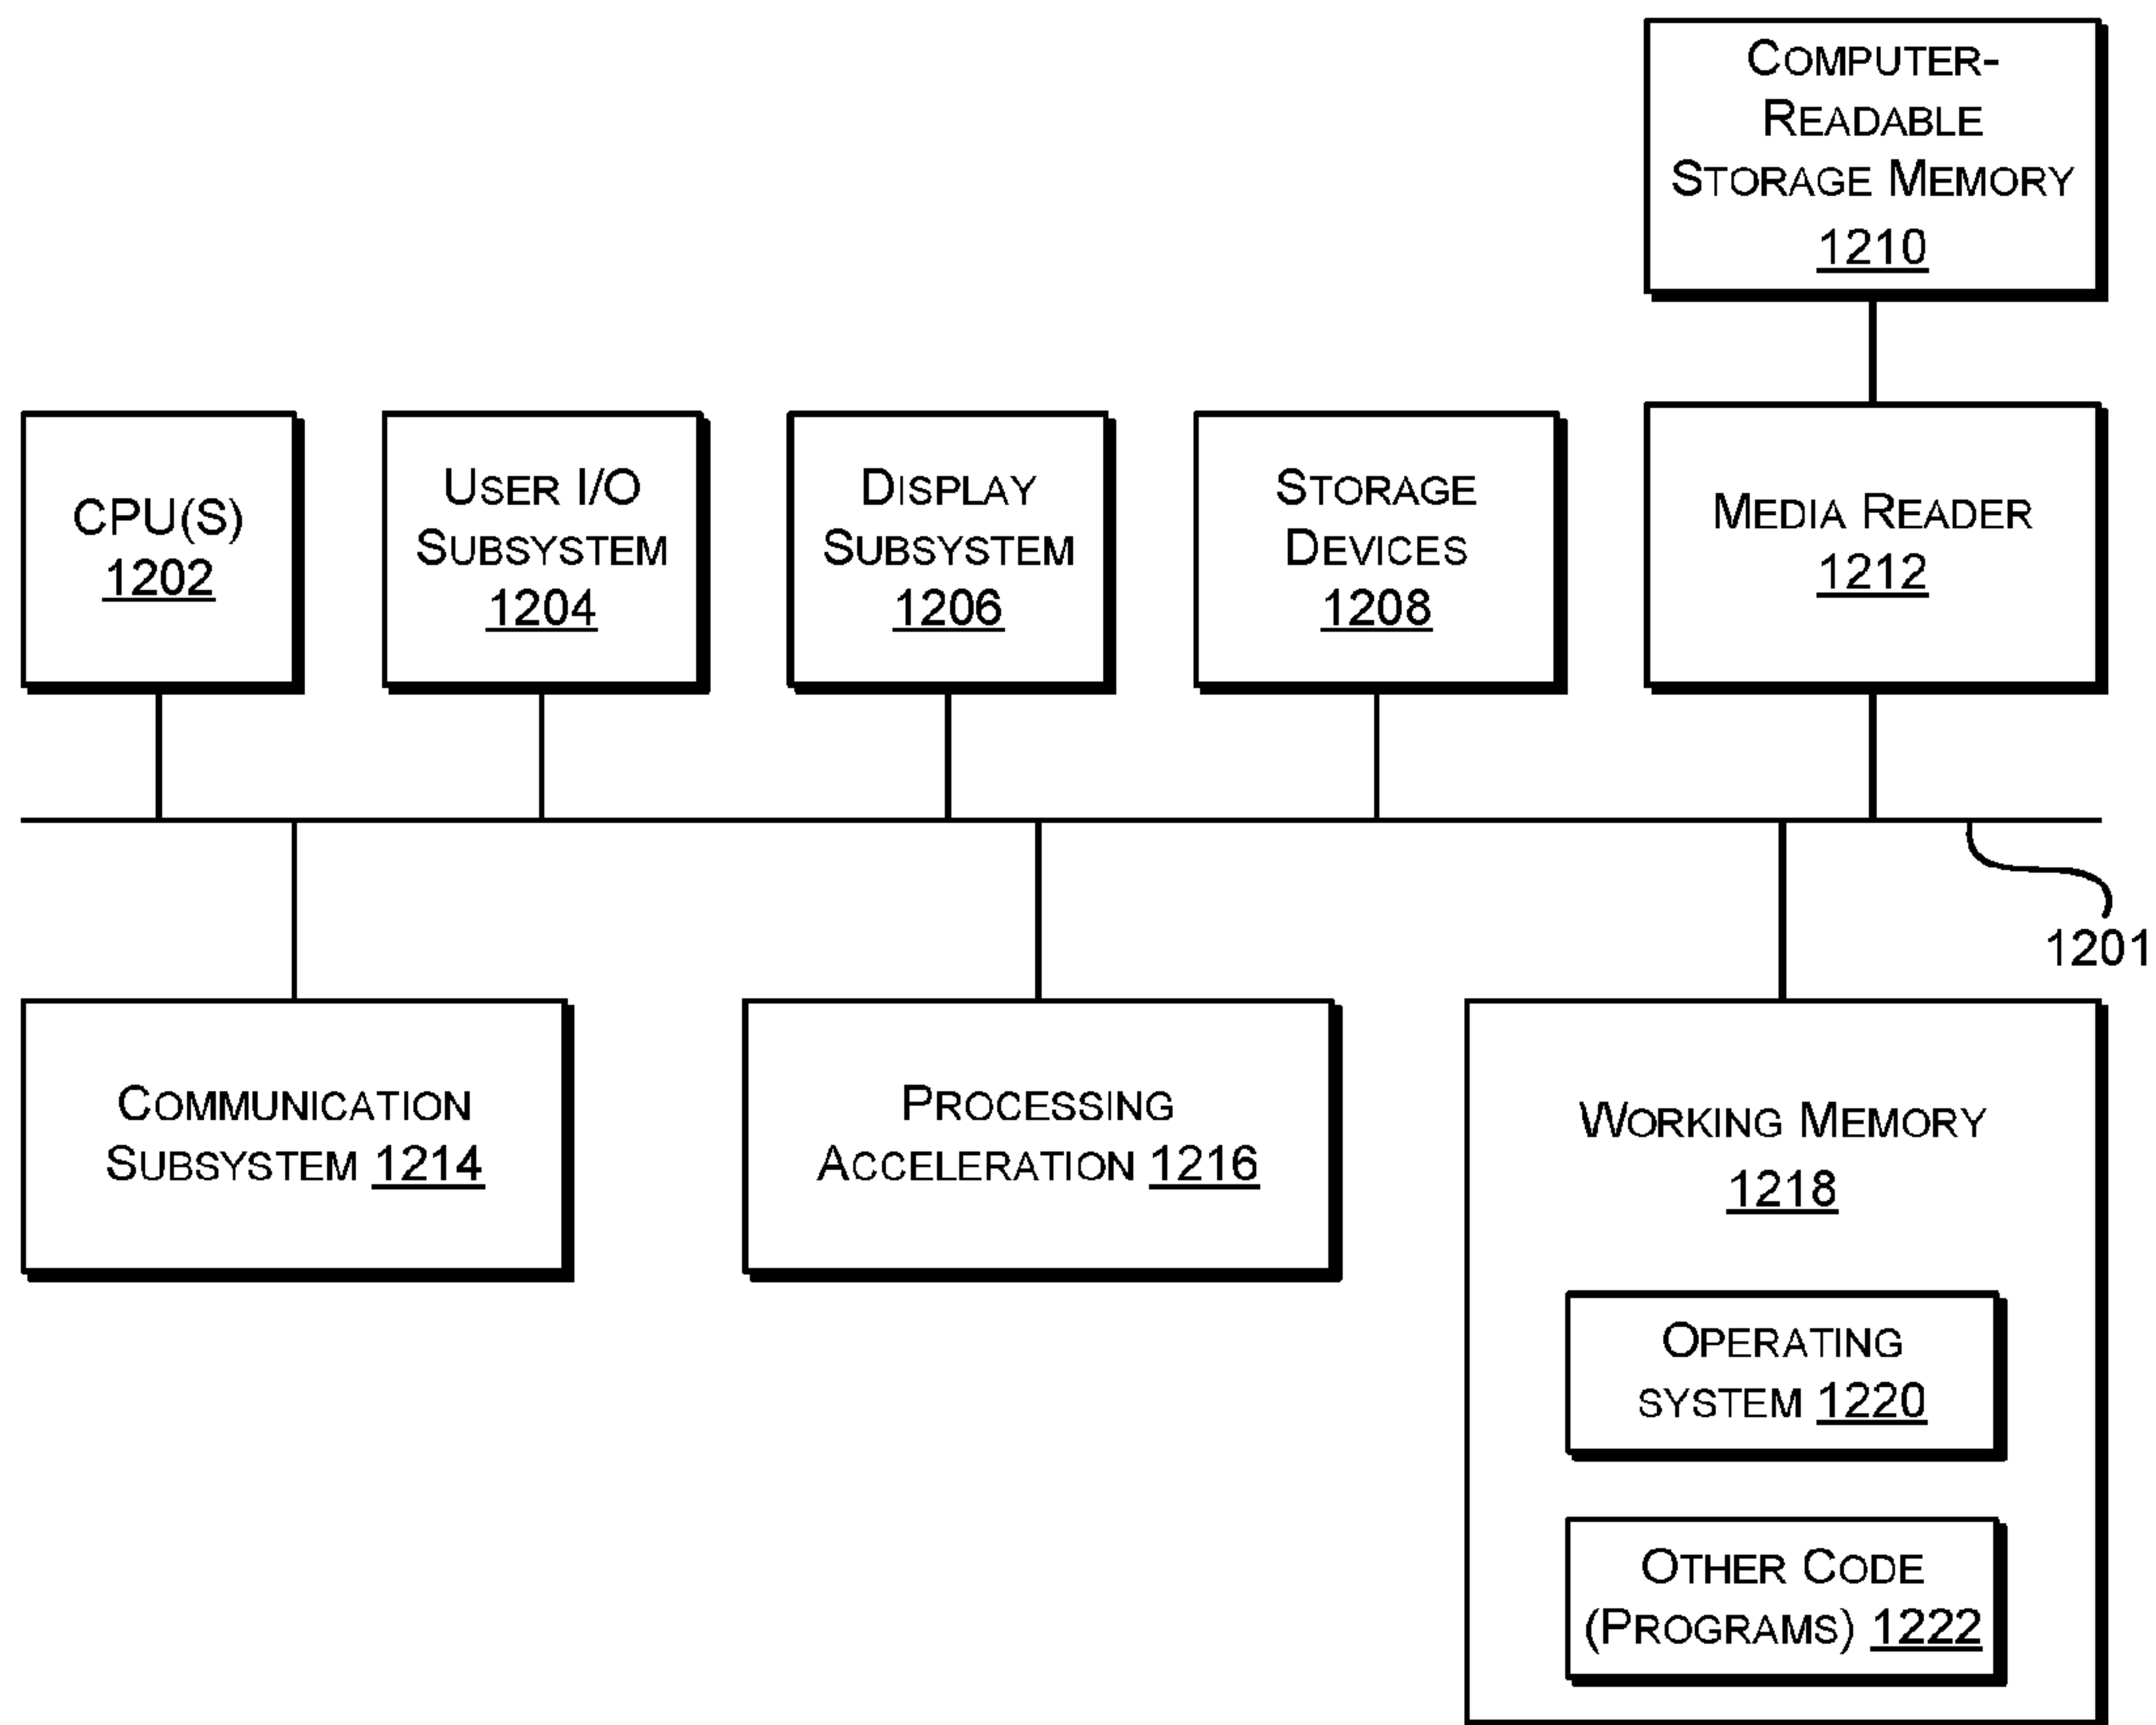 COMPUTER-
READABLE
STORAGE MEMORY
1210
CPU(S)
1202
USER I/O
SUBSYSTEM
1204
DISPLAY
SUBSYSTEM
1206
STORAGE
DEVICES
1208
MEDIA READER
1212
1201
COMMUNICATION
SUBSYSTEM 1214
PROCESSING
ACCELERATION 1216
WORKING MEMORY
1218
OPERATING
SYSTEM 1220
OTHER CODE
(PROGRAMS) 1222